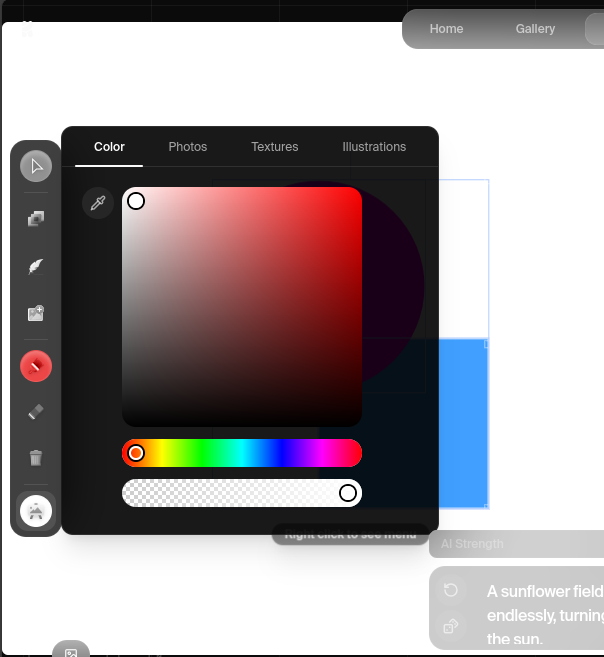 Home Gallery
Color Photos Textures Illustrations
Right click to see menu
AI Strength
A sunflower field
endlessly, turning
the sun.